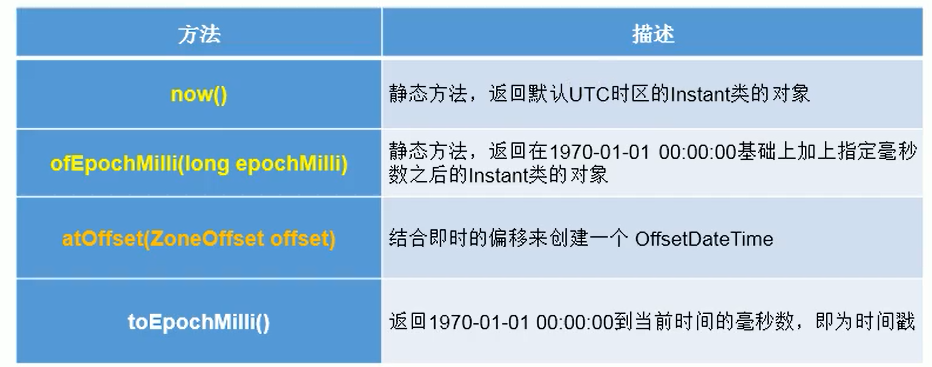 方法
描述
now()
静态方法，返回默认UTC时区的Instant类的对象
ofEpochMilli(long epochMilli)
静态方法，返回在1970-01-01 00:00:00基础上加上指定毫秒
数之后的Instant类的对象
atOffset(ZoneOffset offset)
结合即时的偏移来创建一个 OffsetDateTime
toEpochMilli()
返回1970-01-01 00:00:00到当前时间的毫秒数，即为时间戳